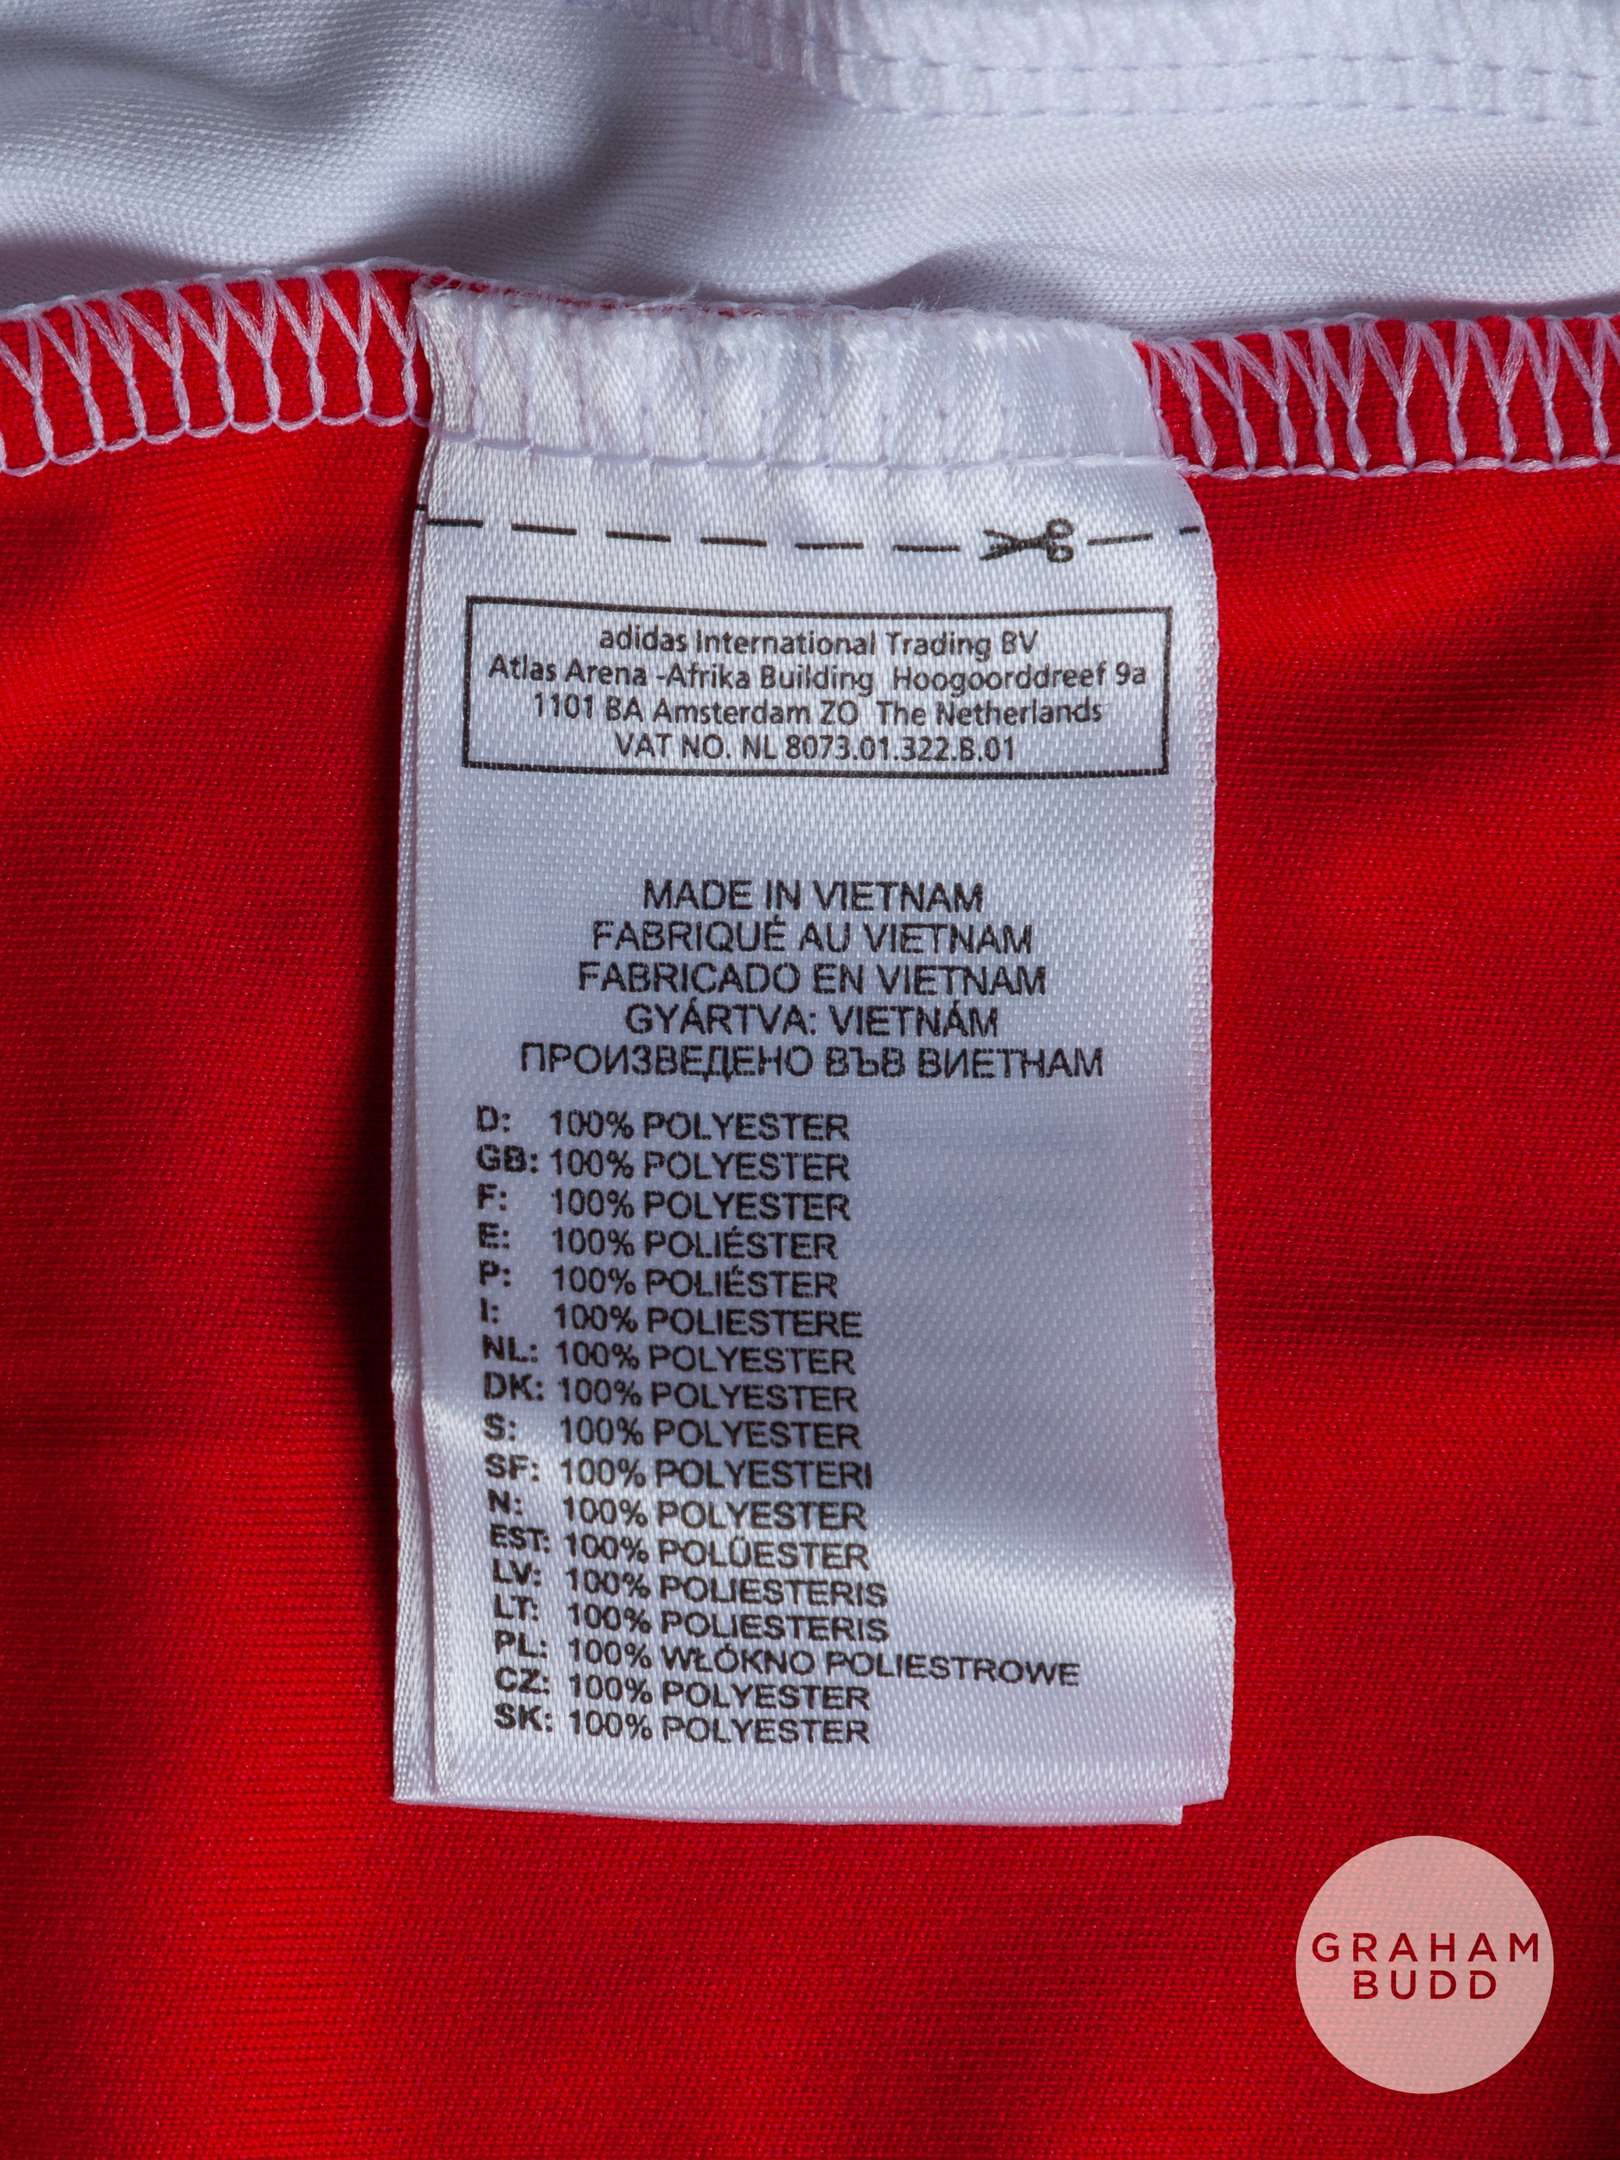 adidas International Trading BV
Atlas Arena -Afrika Building Hoogoorddreef 9a
1101 BA Amsterdam ZO The Netherlands
VAT NO. NL 8073.01.322.B.01
MADE IN VIETNAM
FABRIQUÉ AU VIETNAM
FABRICADO EN VIETNAM
GYÁRTVA: VIETNÁM
ПРОИЗВЕДЕНО ВЪВ ВИЕТНАМ
D: 100% POLYESTER
GB: 100% POLYESTER
F: 100% POLYESTER
E: 100% POLIÉSTER
P: 100% POLIÉSTER
I: 100% POLIESTERE
NL: 100% POLYESTER
DK: 100% POLYESTER
S: 100% POLYESTER
SF: 100% POLYESTERI
N: 100% POLYESTER
EST: 100% POLÜESTER
LV: 100% POLIESTERIS
LT: 100% POLIESTERIS
PL: 100% WŁÓKNO POLIESTROWE
CZ: 100% POLYESTER
SK: 100% POLYESTER
GRAHAM
BUDD